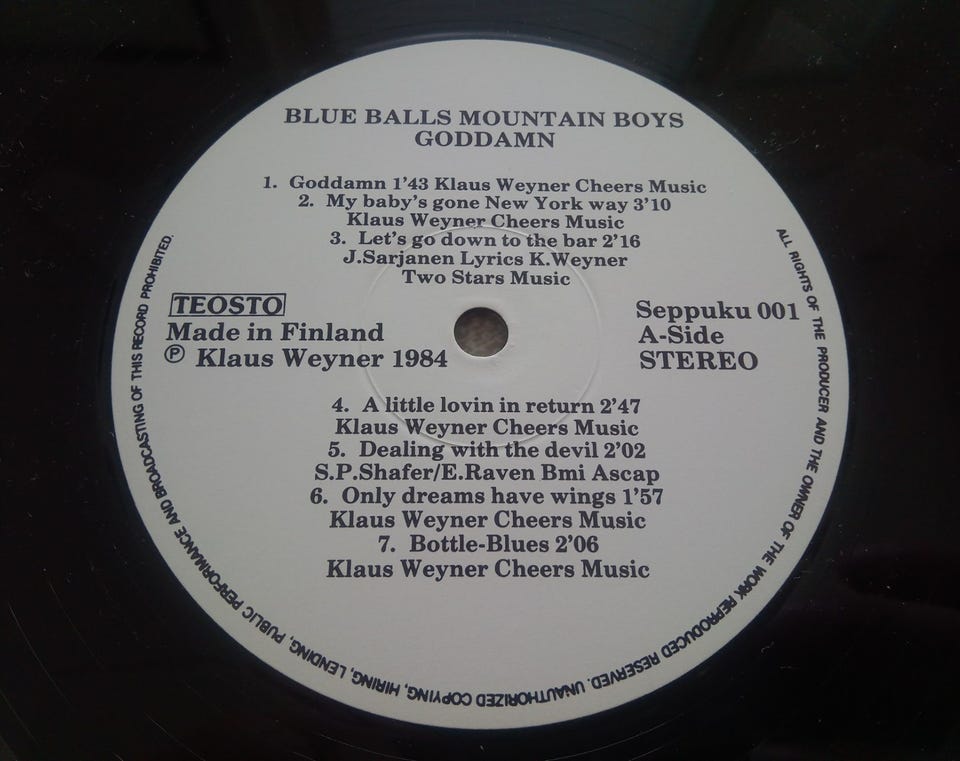 BLUE BALLS MOUNTAIN BOYS
GODDAMN
1. Goddamn 1'43 Klaus Weyner Cheers Music
2. My baby's gone New York way 3'10
Klaus Weyner Cheers Music
3. Let's go down to the bar 2'16
J.Sarjanen Lyrics K.Weyner
Two Stars Music
TEOSTO
Made in Finland
℗ Klaus Weyner 1984
Seppuku 001
A-Side
STEREO
4. A little lovin in return 2'47
Klaus Weyner Cheers Music
5. Dealing with the devil 2'02
S.P.Shafer/E.Raven Bmi Ascap
6. Only dreams have wings 1'57
Klaus Weyner Cheers Music
7. Bottle-Blues 2'06
Klaus Weyner Cheers Music
ALL RIGHTS OF THE PRODUCER AND THE OWNER OF THE WORK REPRODUCED RESERVED. UNAUTHORIZED COPYING, HIRING, LENDING, PUBLIC PERFORMANCE AND BROADCASTING OF THIS RECORD PROHIBITED.